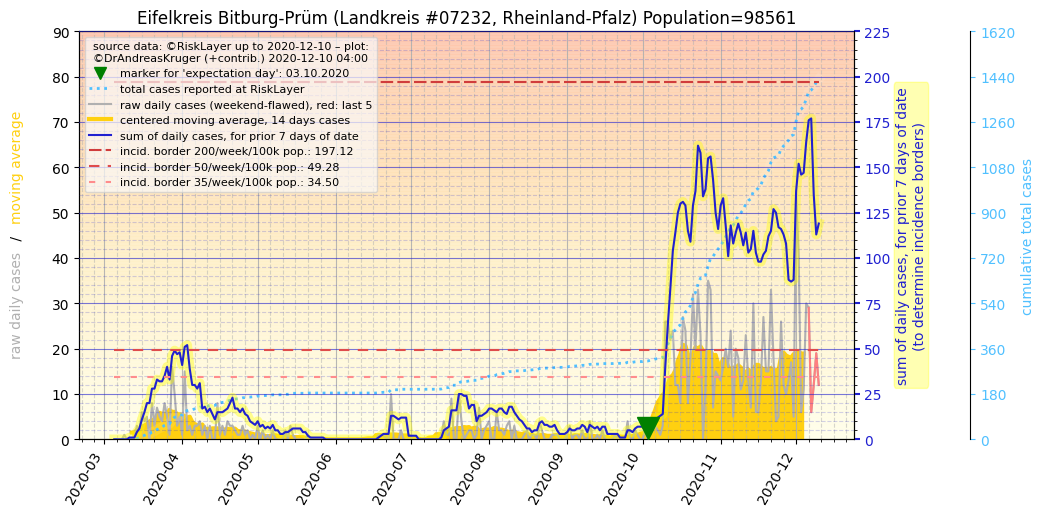 Eifelkreis Bitburg-Prüm (Landkreis #07232, Rheinland-Pfalz) Population=98561
source data: ©RiskLayer up to 2020-12-10 – plot:
©DrAndreasKruger (+contrib.) 2020-12-10 04:00
marker for 'expectation day': 03.10.2020
total cases reported at RiskLayer
raw daily cases (weekend-flawed), red: last 5
centered moving average, 14 days cases
sum of daily cases, for prior 7 days of date
incid. border 200/week/100k pop.: 197.12
incid. border 50/week/100k pop.: 49.28
incid. border 35/week/100k pop.: 34.50
raw daily cases / moving average
90
80
70
60
50
40
30
20
10
0
2020-03
2020-04
2020-05
2020-06
2020-07
2020-08
2020-09
2020-10
2020-11
2020-12
225
200
175
150
125
100
75
50
25
0
sum of daily cases, for prior 7 days of date
(to determine incidence borders)
1620
1440
1260
1080
900
720
540
360
180
0
cumulative total cases